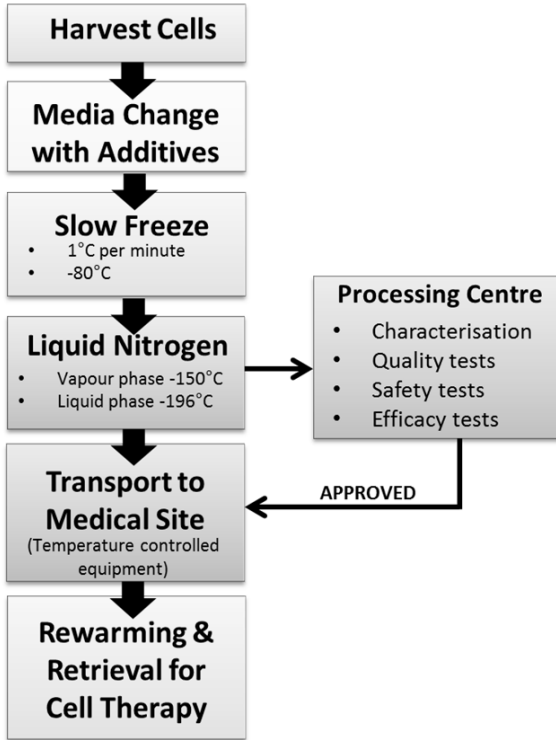 Harvest Cells
Media Change
with Additives
Slow Freeze
• 1°C per minute
• -80°C
Liquid Nitrogen
• Vapour phase -150°C
• Liquid phase -196°C
Processing Centre
• Characterisation
• Quality tests
• Safety tests
• Efficacy tests
APPROVED
Transport to
Medical Site
(Temperature controlled
equipment)
Rewarming &
Retrieval for
Cell Therapy